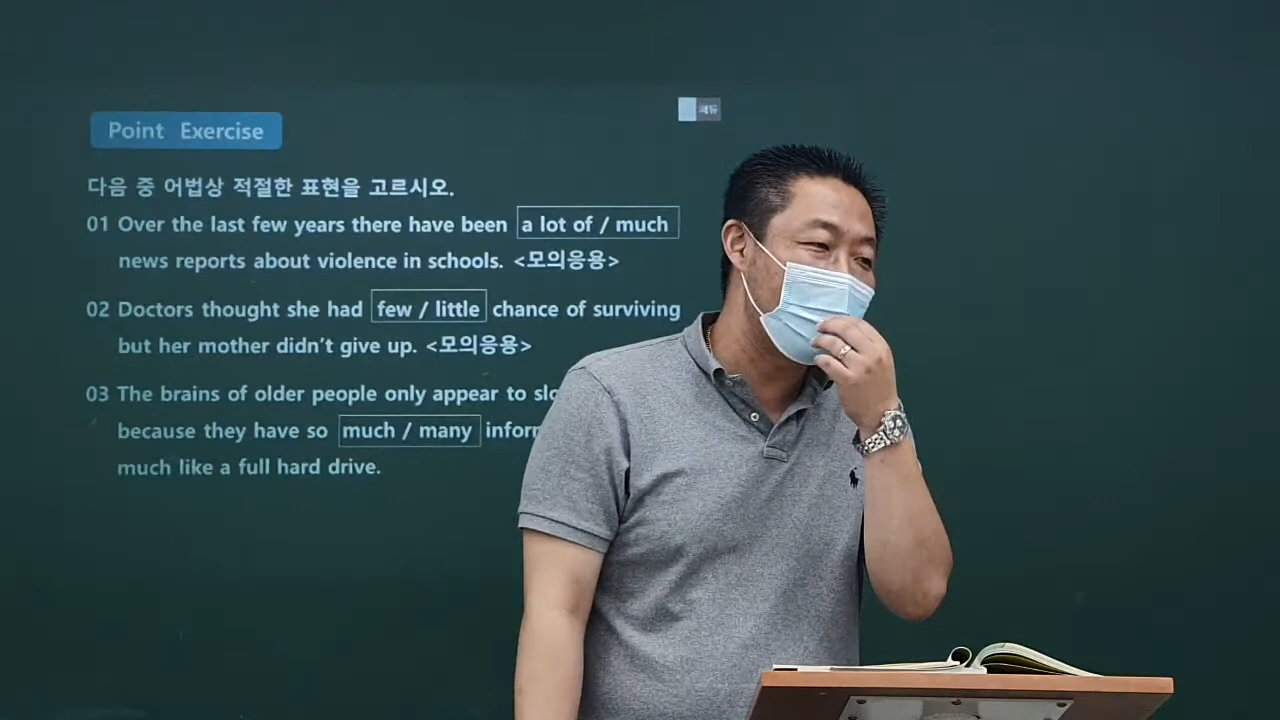 Point Exercise
다음 중 어법상 적절한 표현을 고르시오.
01 Over the last few years there have been a lot of / much
news reports about violence in schools. <모의응용>
02 Doctors thought she had few / little chance of surviving
but her mother didn't give up. <모의응용>
03 The brains of older people only appear to
because they have so much / many
much like a full hard drive.